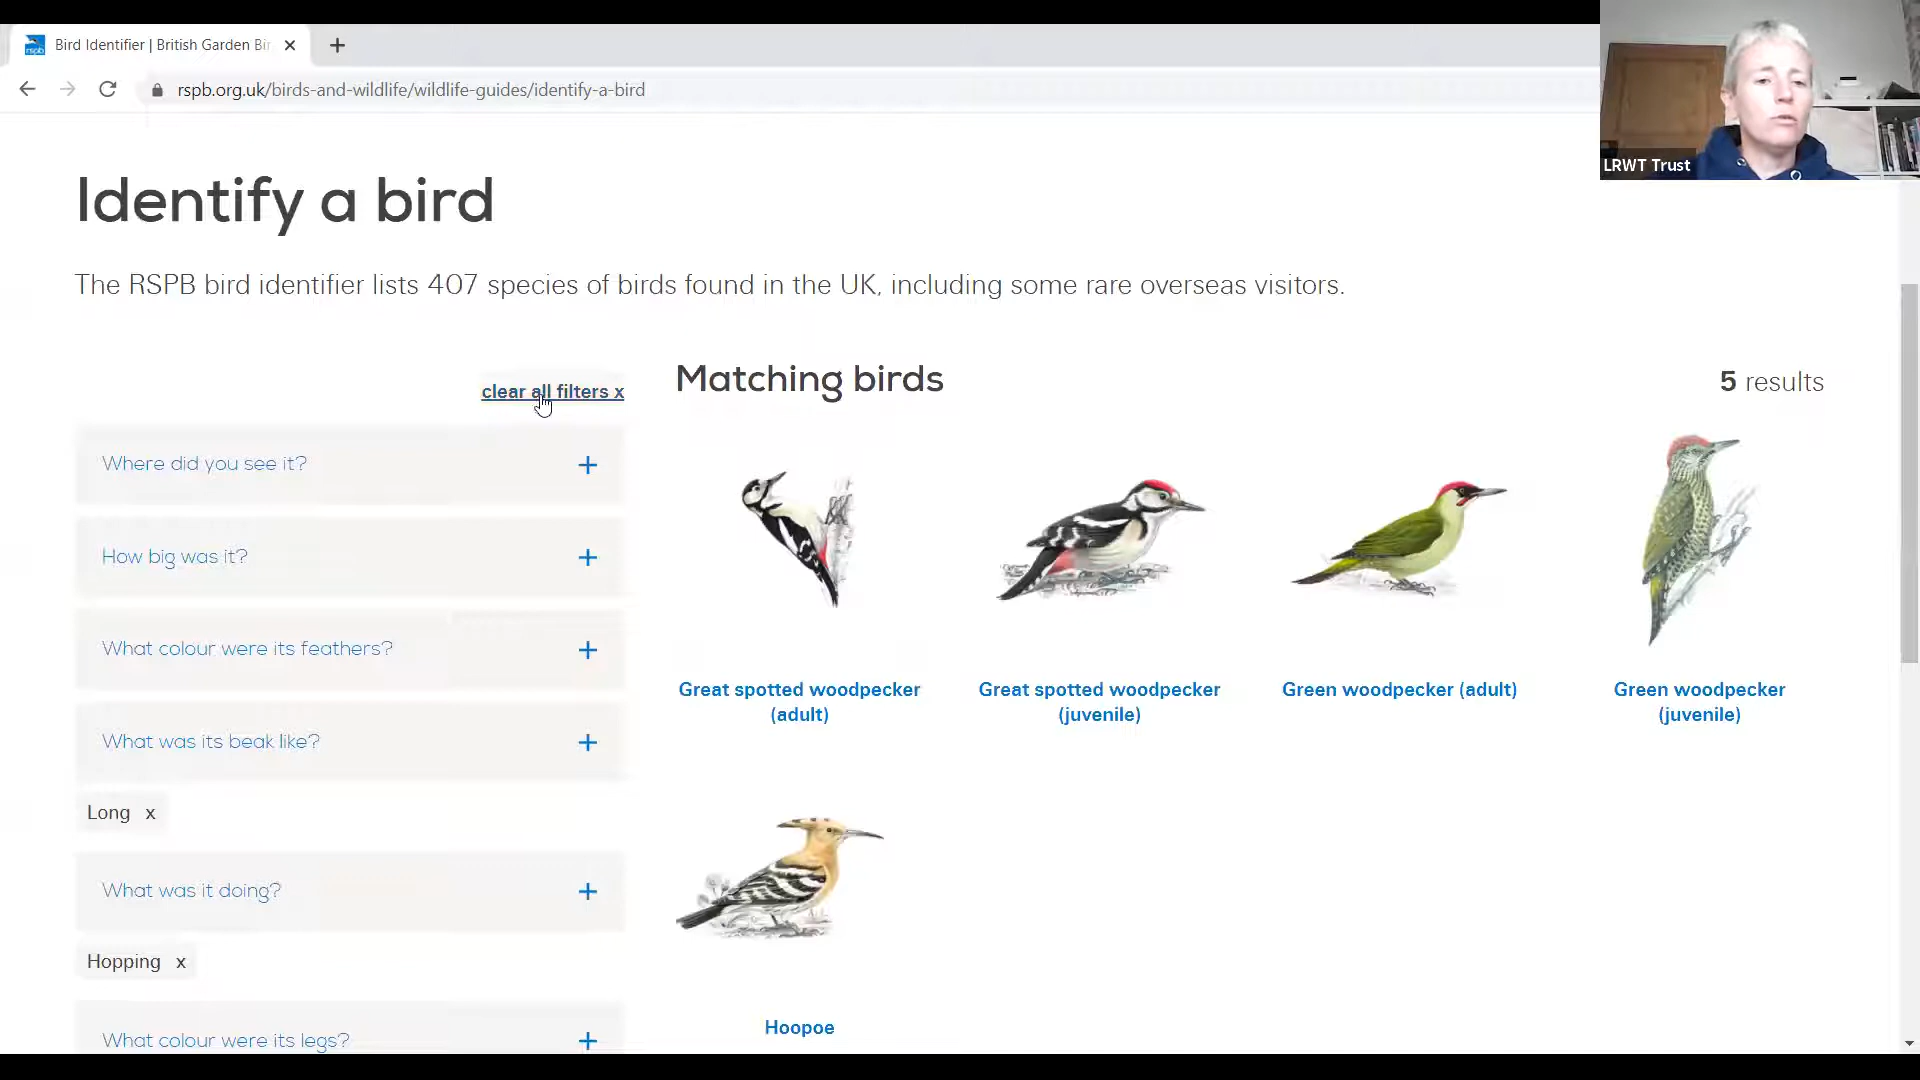 Bird Identifier | British Garden Bir
rspb.org.uk/birds-and-wildlife/wildlife-guides/identify-a-bird
LRWT Trust
Identify a bird
The RSPB bird identifier lists 407 species of birds found in the UK, including some rare overseas visitors.
clear all filters x
Matching birds
5 results
Where did you see it?
How big was it?
What colour were its feathers?
What was its beak like?
Long x
What was it doing?
Hopping x
What colour were its legs?
Great spotted woodpecker
(adult)
Great spotted woodpecker
(juvenile)
Green woodpecker (adult)
Green woodpecker
(juvenile)
Hoopoe